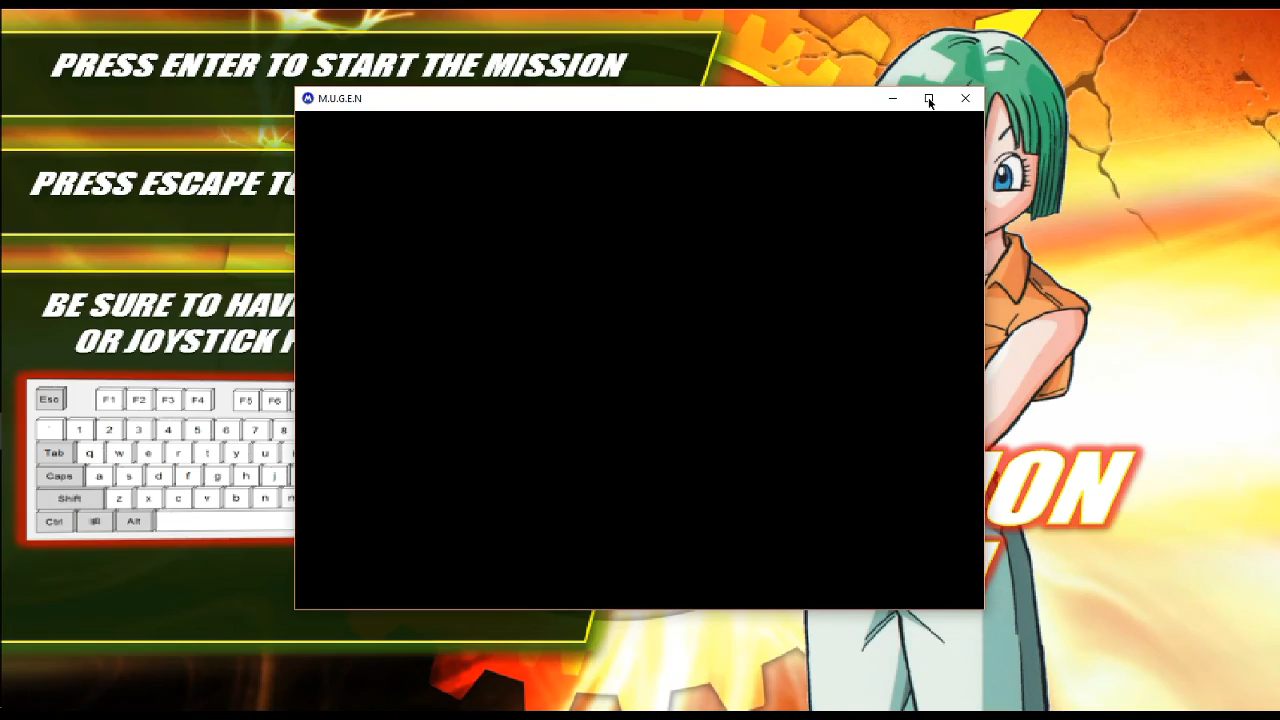 PRESS ENTER TO START THE MISSION
M.U.G.E.N
PRESS ESCAPE TO
BE SURE TO HAV
OR JOYSTICK
Esc F1 F2 F3 F4 F5 F6
` 1 2 3 4 5 6 7 8
Tab q w e r t y u
Caps a s d f g h j
Shift z x c v b n
Ctrl Alt
ION